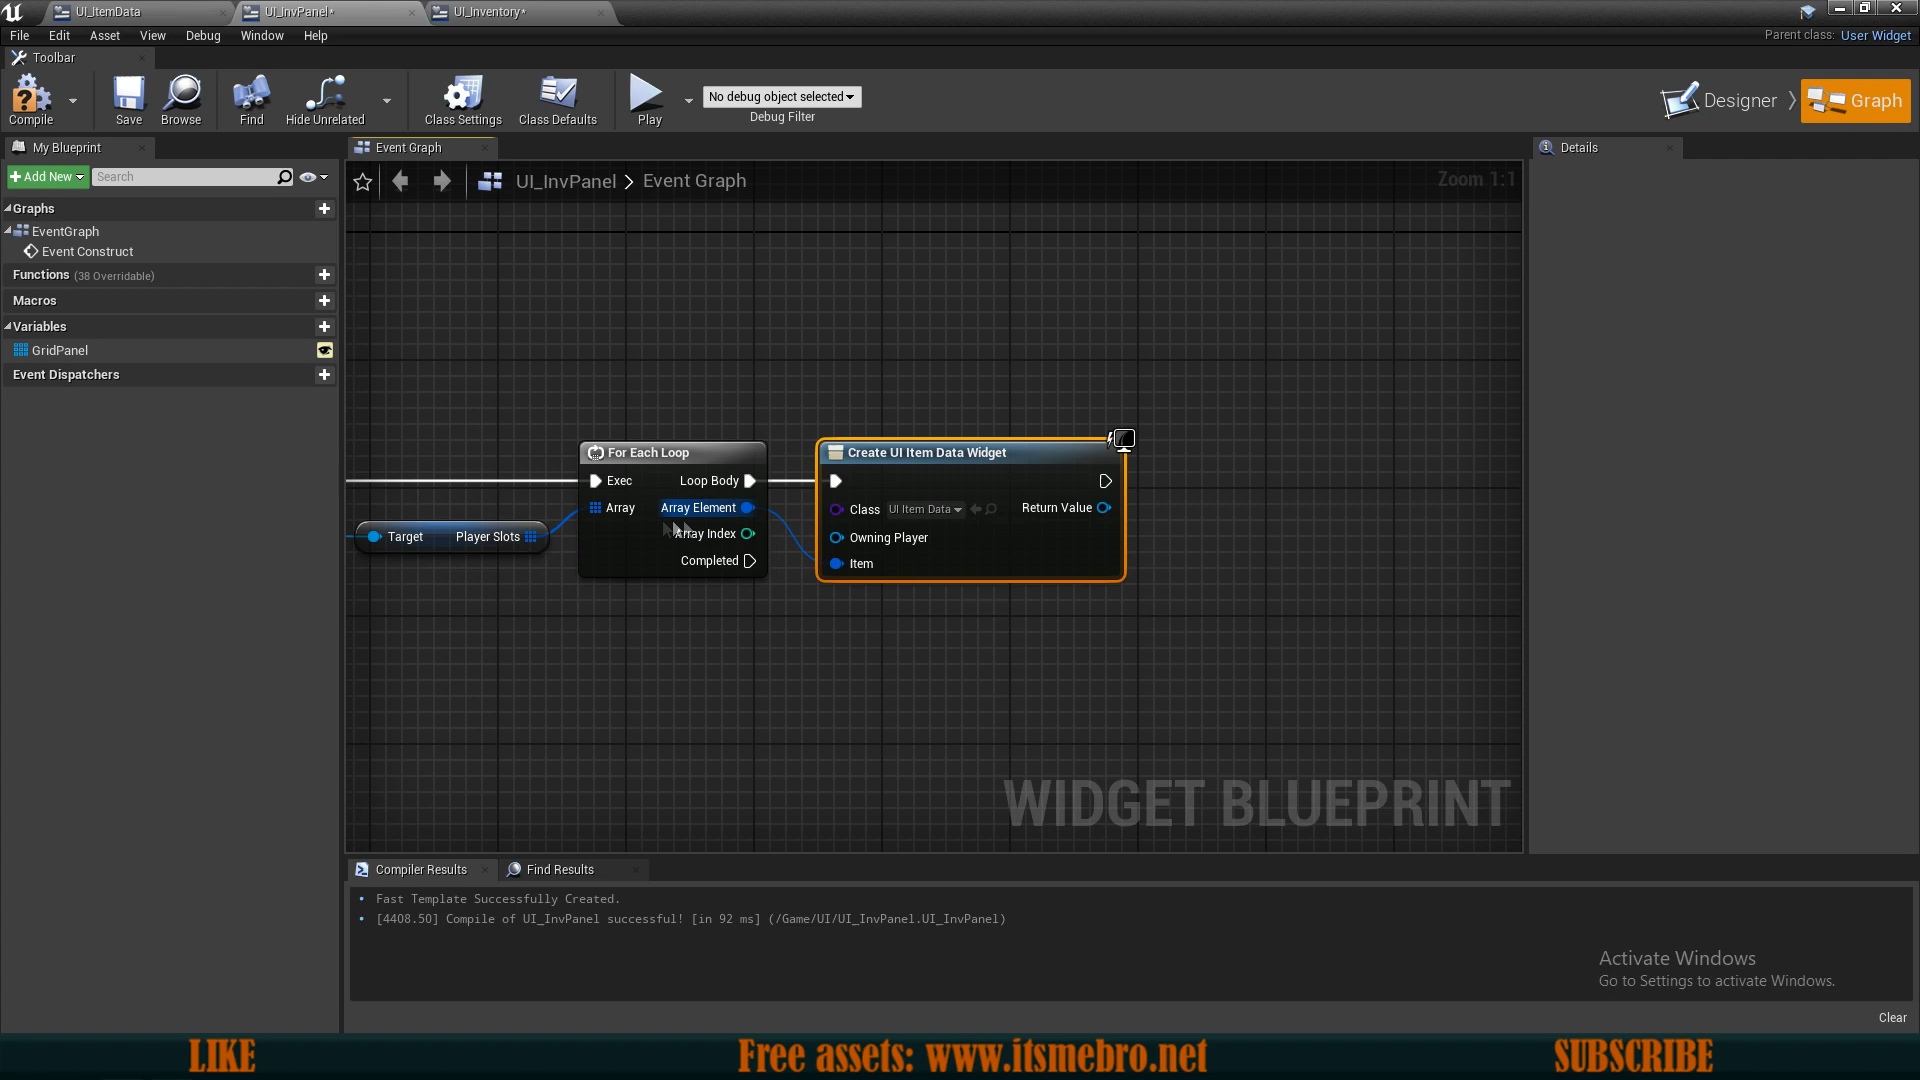 UI_ItemData
UI_InvPanel*
UI_Inventory*
File Edit Asset View Debug Window Help
Parent class: User Widget
Toolbar
Compile
Save
Browse
Find
Hide Unrelated
Class Settings
Class Defaults
Play
No debug object selected
Debug Filter
Designer
Graph
My Blueprint
Event Graph
Details
Add New
Search
UI_InvPanel > Event Graph
Zoom 1:1
Graphs
EventGraph
Event Construct
Functions (38 Overridable)
Macros
Variables
GridPanel
Event Dispatchers
Target Player Slots
For Each Loop
Exec Loop Body
Array Array Element
Array Index
Completed
Create UI Item Data Widget
Class UI Item Data Return Value
Owning Player
Item
WIDGET BLUEPRINT
Compiler Results
Find Results
Fast Template Successfully Created.
[4408.50] Compile of UI_InvPanel successful! [in 92 ms] (/Game/UI/UI_InvPanel.UI_InvPanel)
Activate Windows
Go to Settings to activate Windows.
Clear
LIKE
Free assets: www.itsmebro.net
SUBSCRIBE